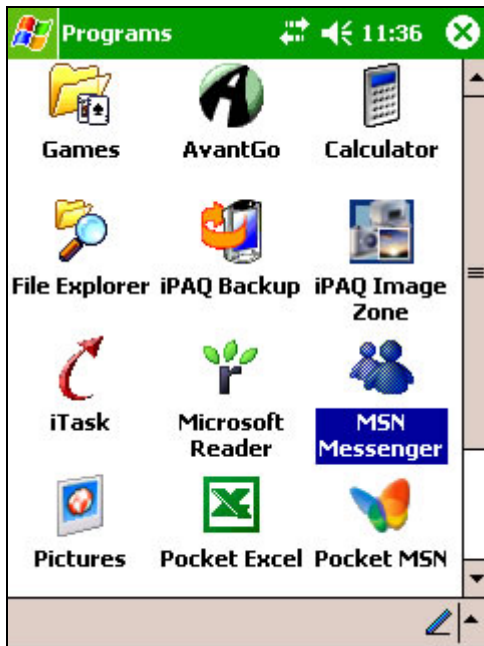 Programs 11:36
Games AvantGo Calculator
File Explorer iPAQ Backup iPAQ Image
Zone
iTask Microsoft MSN
Reader Messenger
Pictures Pocket Excel Pocket MSN